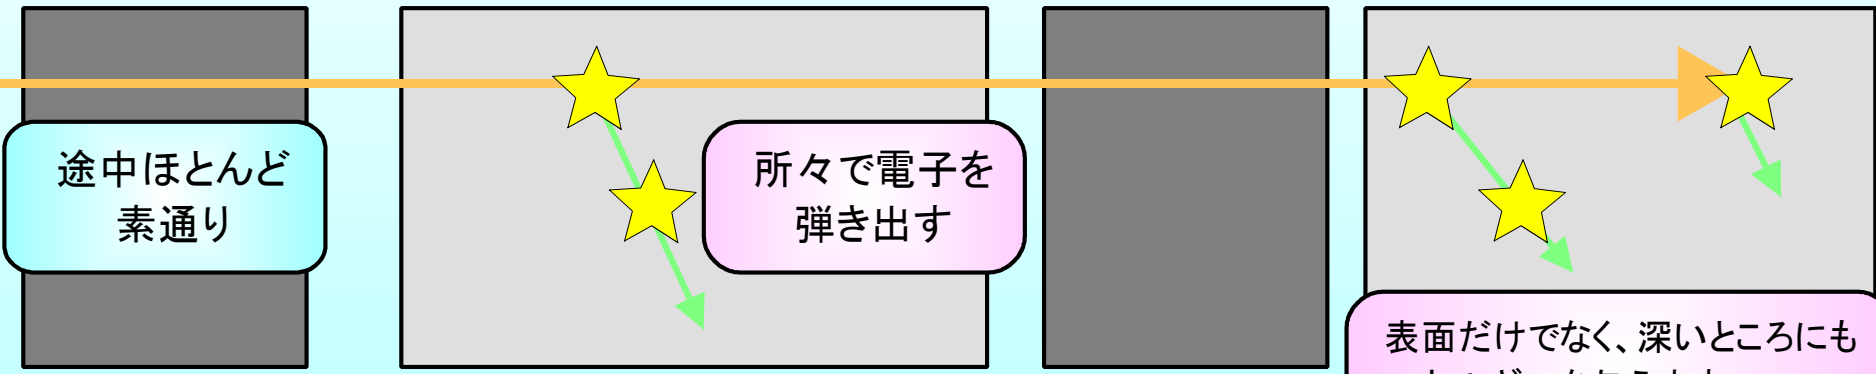 途中ほとんど
素通り
所々で電子を
弾き出す
表面だけでなく、深いところにも